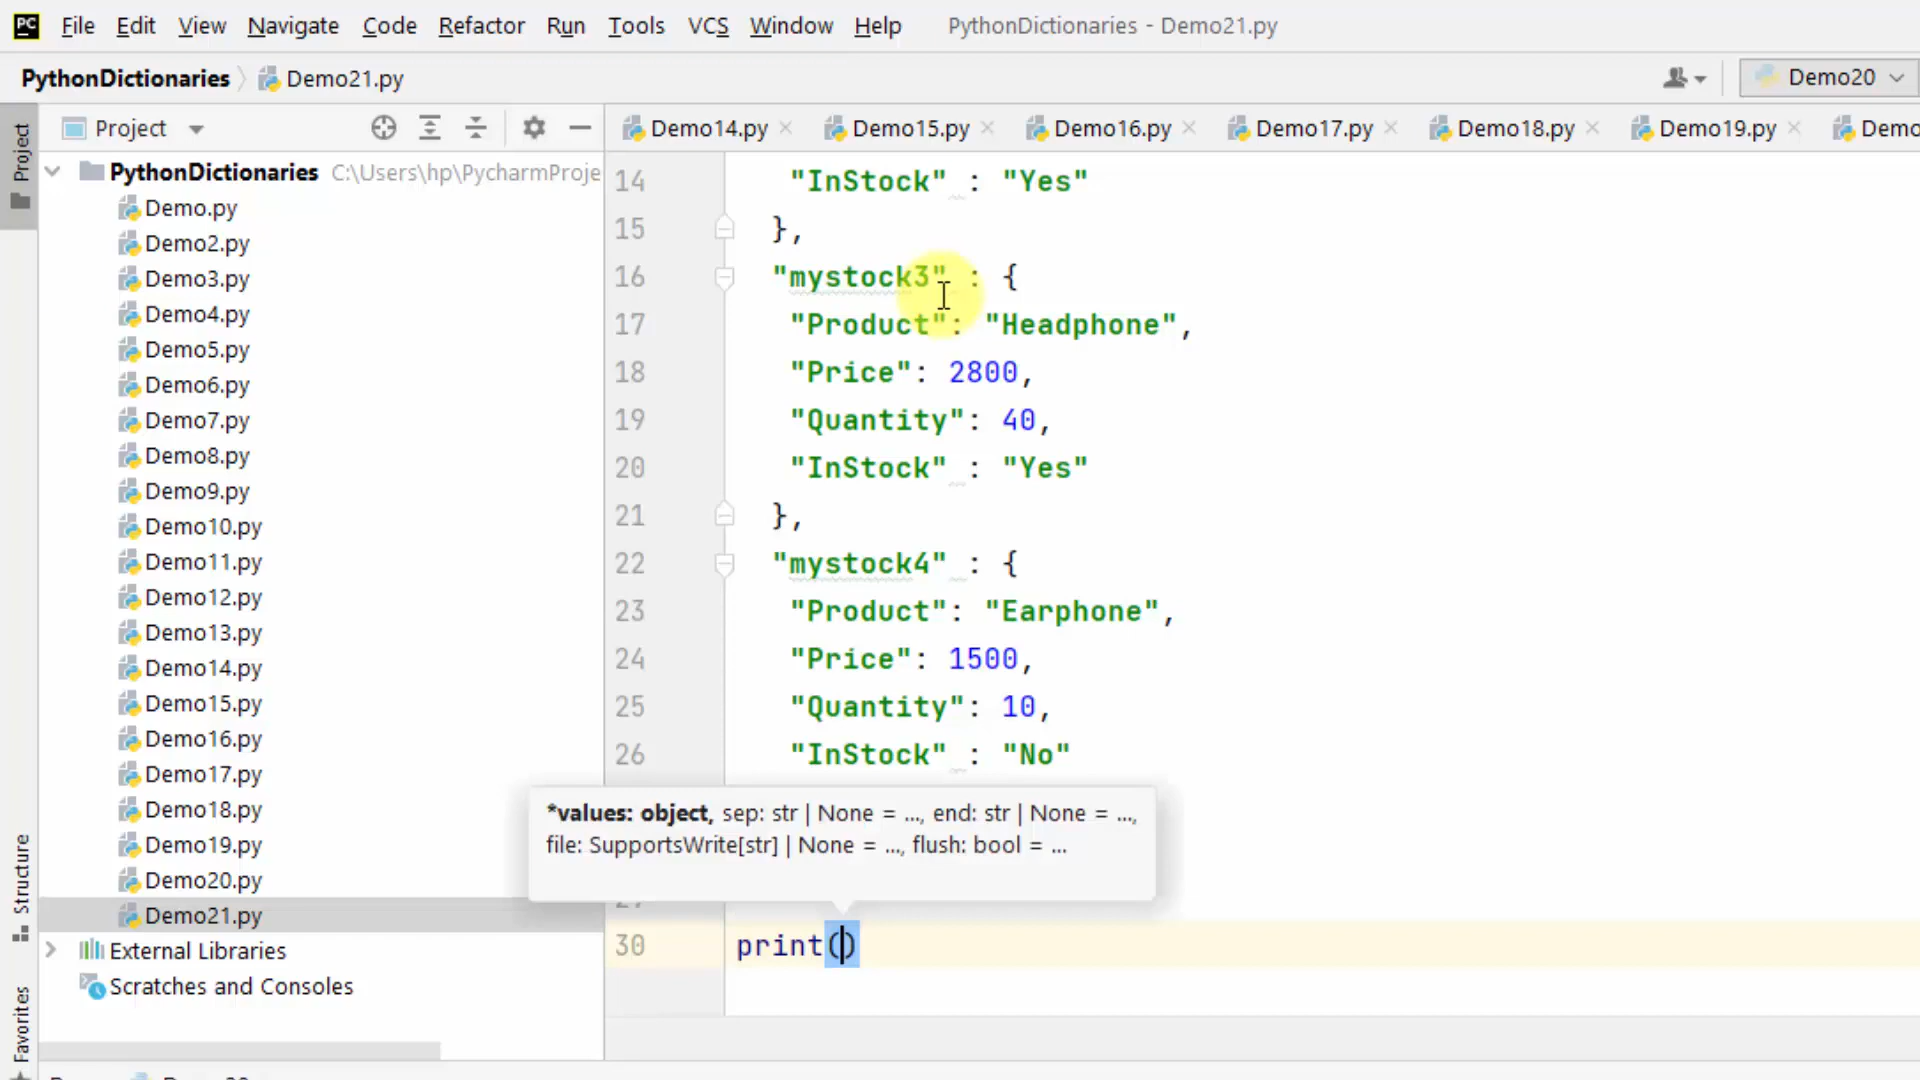 PC File Edit View Navigate Code Refactor Run Tools VCS Window Help PythonDictionaries - Demo21.py
PythonDictionaries Demo21.py Demo20
Project
Project
Demo14.py Demo15.py Demo16.py Demo17.py Demo18.py Demo19.py Demo
PythonDictionaries C:\Users\hp\PycharmProje
Demo.py
Demo2.py
Demo3.py
Demo4.py
Demo5.py
Demo6.py
Demo7.py
Demo8.py
Demo9.py
Demo10.py
Demo11.py
Demo12.py
Demo13.py
Demo14.py
Demo15.py
Demo16.py
Demo17.py
Demo18.py
Demo19.py
Demo20.py
Demo21.py
External Libraries
Scratches and Consoles
Structure
Favorites
14 "InStock" : "Yes"
15 },
16 "mystock3" : {
17 "Product": "Headphone",
18 "Price": 2800,
19 "Quantity": 40,
20 "InStock" : "Yes"
21 },
22 "mystock4" : {
23 "Product": "Earphone",
24 "Price": 1500,
25 "Quantity": 10,
26 "InStock" : "No"
*values: object, sep: str | None = ..., end: str | None = ...,
file: SupportsWrite[str] | None = ..., flush: bool = ...
30 print()